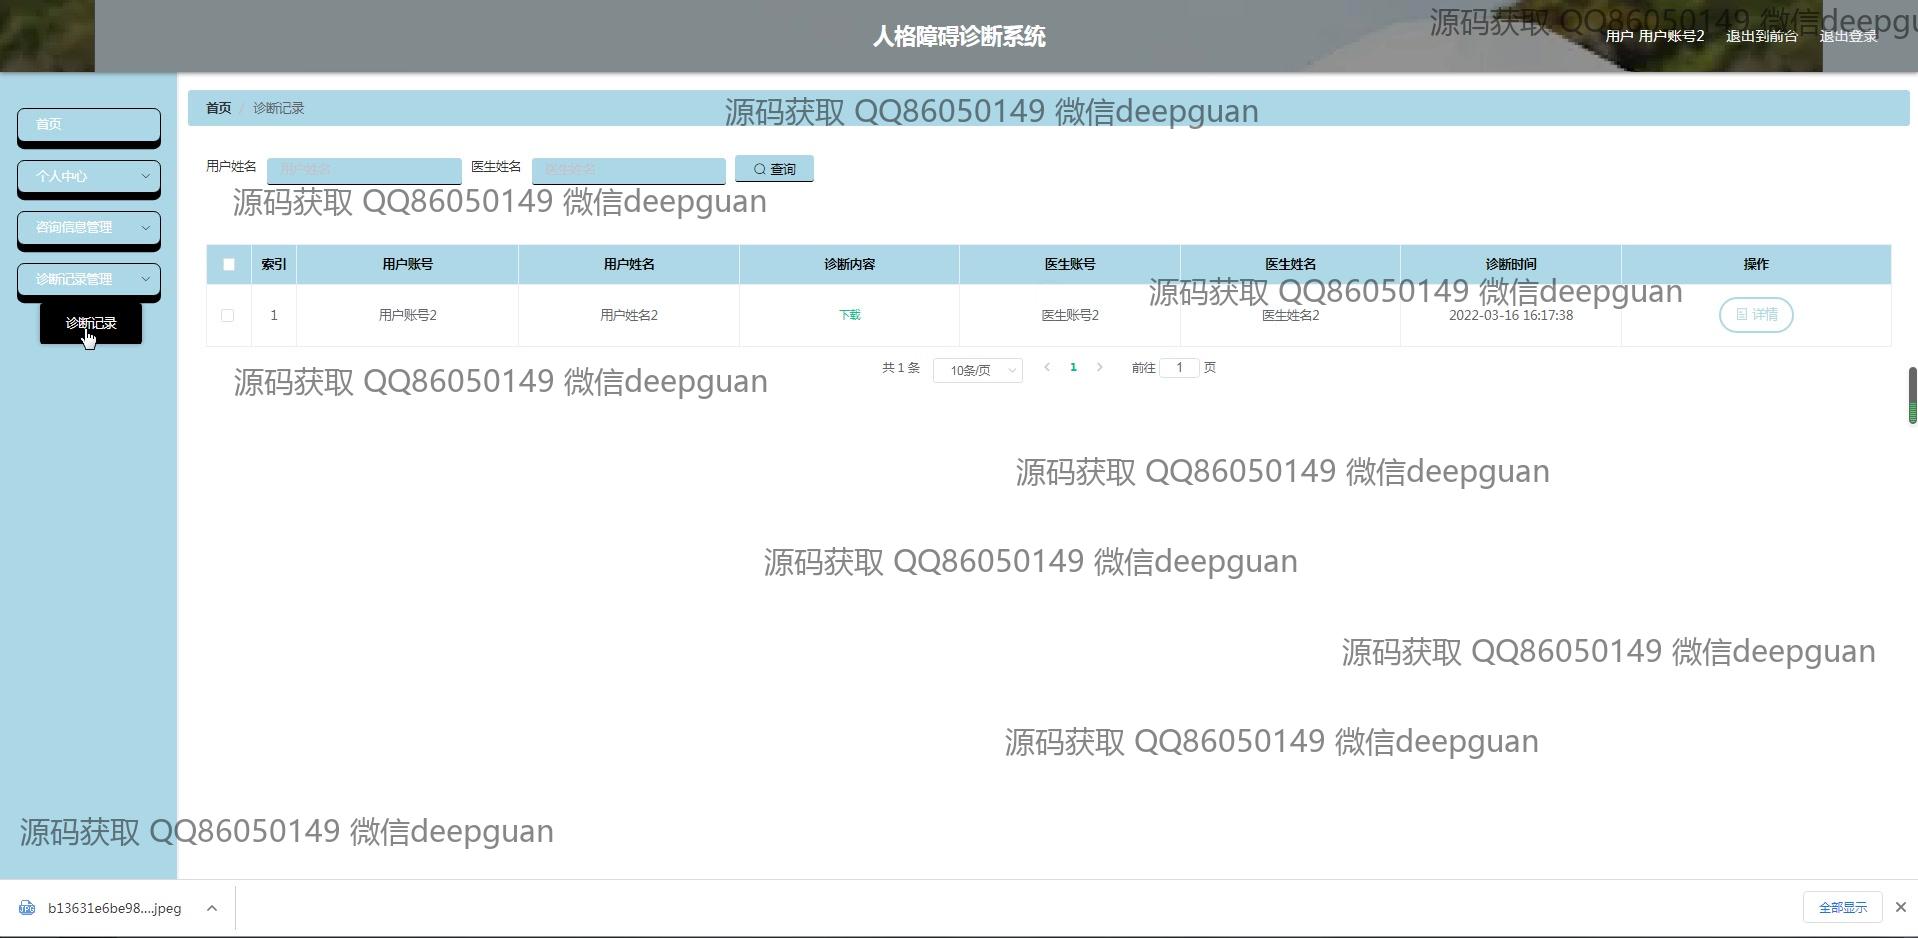 源码获取 QQ86050149 微信deepgu
人格障碍诊断系统
用户 用户账号2 退出到前台 退出登录
首页 / 诊断记录
源码获取 QQ86050149 微信deepguan
首页
个人中心
咨询信息管理
诊断记录管理
诊断记录
用户姓名 用户姓名 医生姓名 医生姓名 查询
源码获取 QQ86050149 微信deepguan
索引 用户账号 用户姓名 诊断内容 医生账号 医生姓名 诊断时间 操作
源码获取 QQ86050149 微信deepguan
1 用户账号2 用户姓名2 下载 医生账号2 医生姓名2 2022-03-16 16:17:38 详情
共 1 条 10条/页 1 前往 1 页
源码获取 QQ86050149 微信deepguan
源码获取 QQ86050149 微信deepguan
源码获取 QQ86050149 微信deepguan
源码获取 QQ86050149 微信deepguan
源码获取 QQ86050149 微信deepguan
源码获取 QQ86050149 微信deepguan
b13631e6be98....jpeg
全部显示